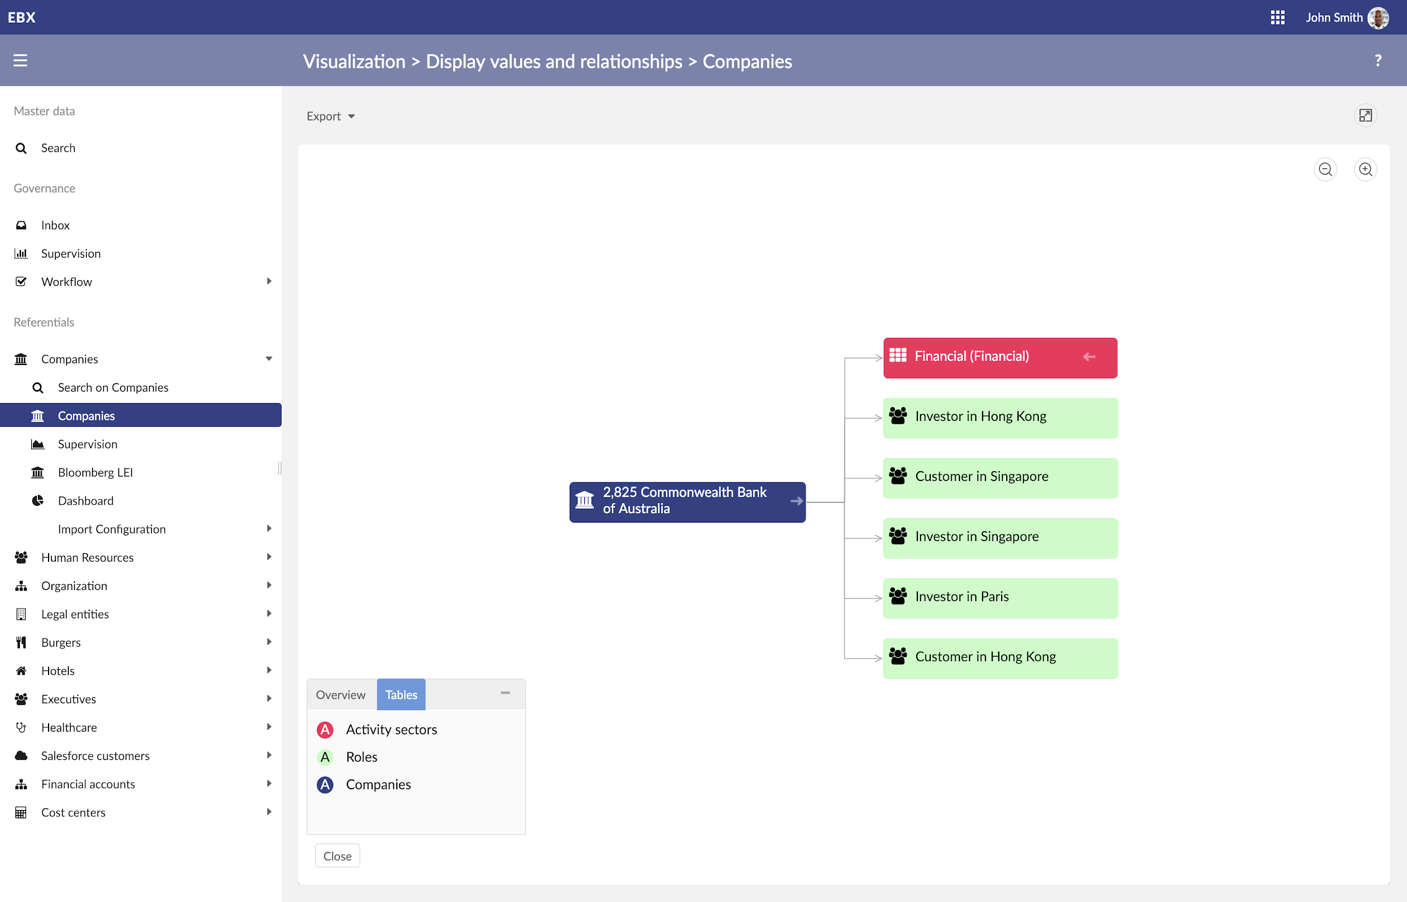 EBX
John Smith
Visualization > Display values and relationships > Companies
?
Master data
Search
Governance
Inbox
Supervision
Workflow
Referentials
Companies
Search on Companies
Companies
Supervision
Bloomberg LEI
Dashboard
Import Configuration
Human Resources
Organization
Legal entities
Burgers
Hotels
Executives
Healthcare
Salesforce customers
Financial accounts
Cost centers
Export
2,825 Commonwealth Bank
of Australia
Financial (Financial)
Investor in Hong Kong
Customer in Singapore
Investor in Singapore
Investor in Paris
Customer in Hong Kong
Overview Tables
A Activity sectors
A Roles
A Companies
Close